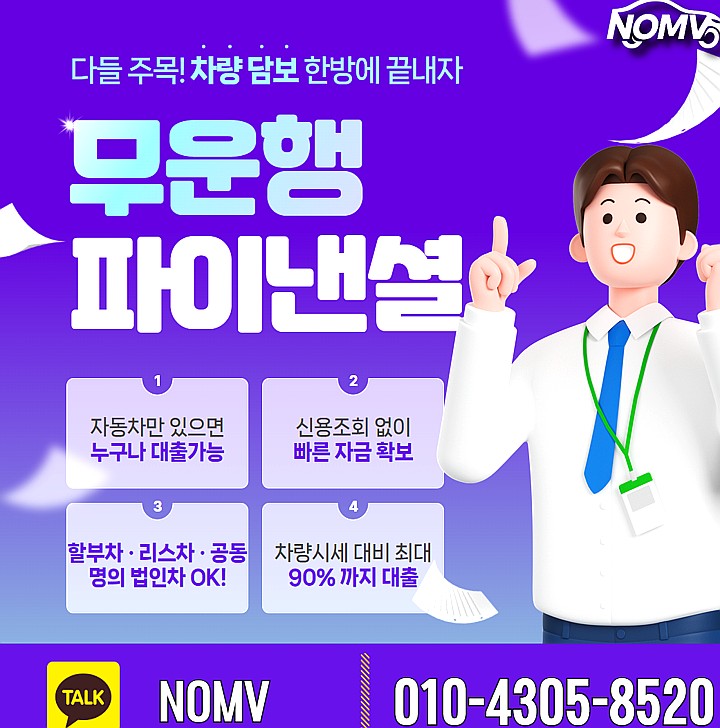 NOMV
다들 주목! 차량 담보 한방에 끝내자
무운행
파이낸셜
1
자동차만 있으면
누구나 대출가능
2
신용조회 없이
빠른 자금 확보
3
할부차 · 리스차 · 공동
명의 법인차 OK!
4
차량시세 대비 최대
90% 까지 대출
TALK
NOMV
010-4305-8520